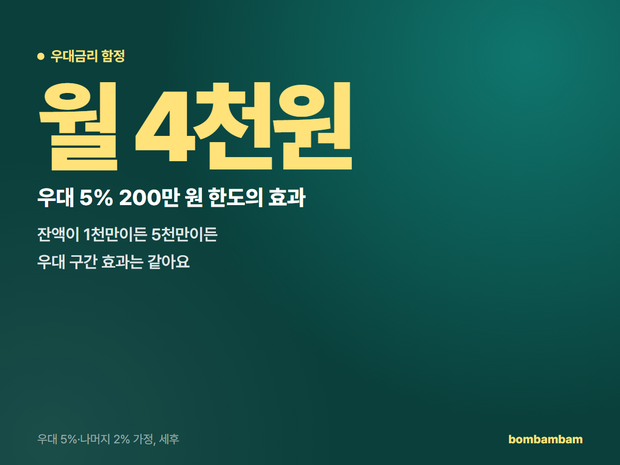 우대금리 함정
월 4천원
우대 5% 200만 원 한도의 효과
잔액이 1천만이든 5천만이든
우대 구간 효과는 같아요
우대 5%·나머지 2% 가정, 세후
bombambam